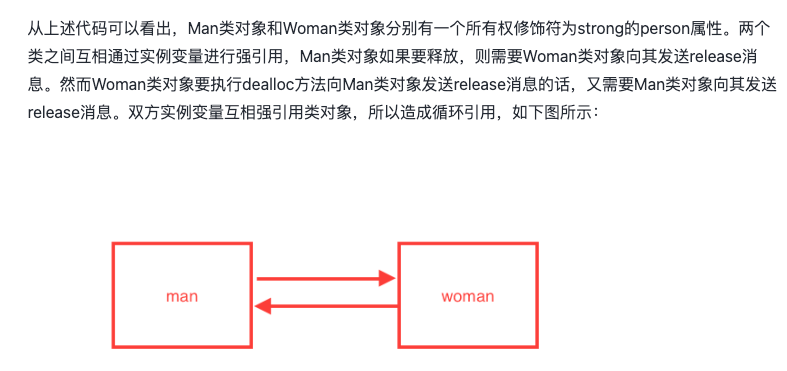 从上述代码可以看出，Man类对象和Woman类对象分别有一个所有权修饰符为strong的person属性。两个
类之间互相通过实例变量进行强引用，Man类对象如果要释放，则需要Woman类对象向其发送release消
息。然而Woman类对象要执行dealloc方法向Man类对象发送release消息的话，又需要Man类对象向其发送
release消息。双方实例变量互相强引用类对象，所以造成循环引用，如下图所示：
man
woman